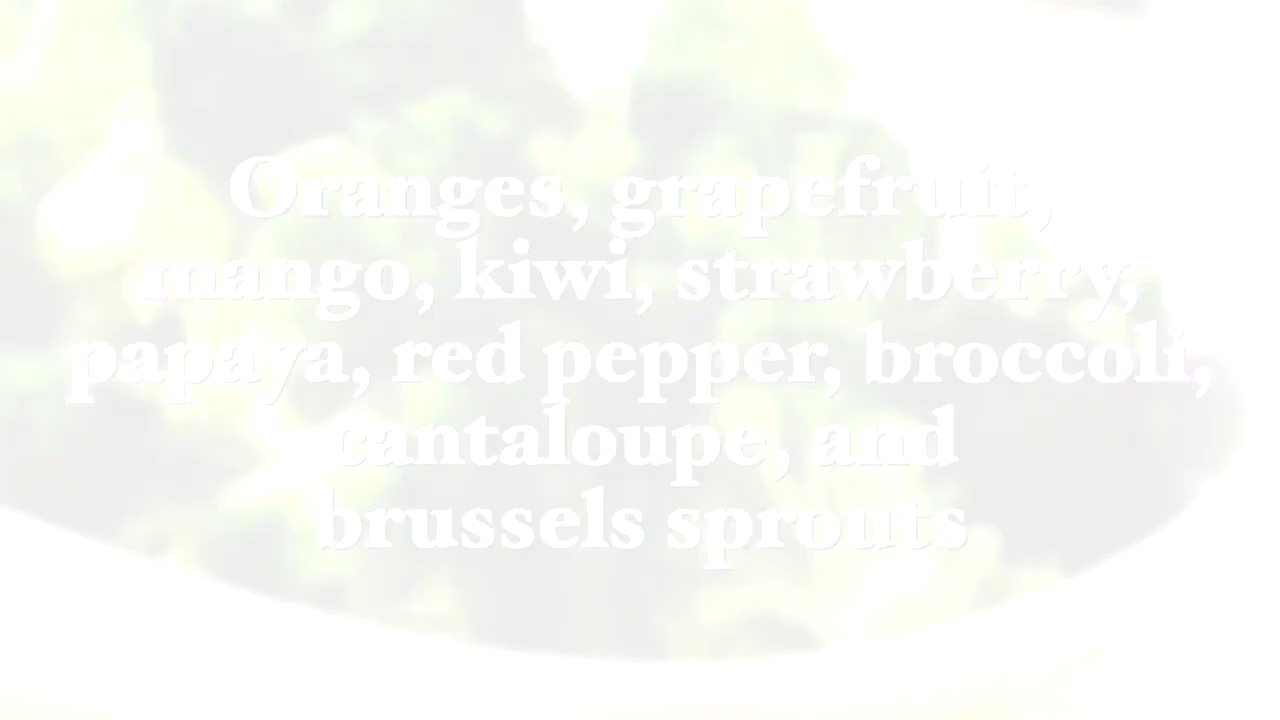 Oranges, grapefruit,
mango, kiwi, strawberry,
papaya, red pepper, broccoli,
cantaloupe, and
brussels sprouts